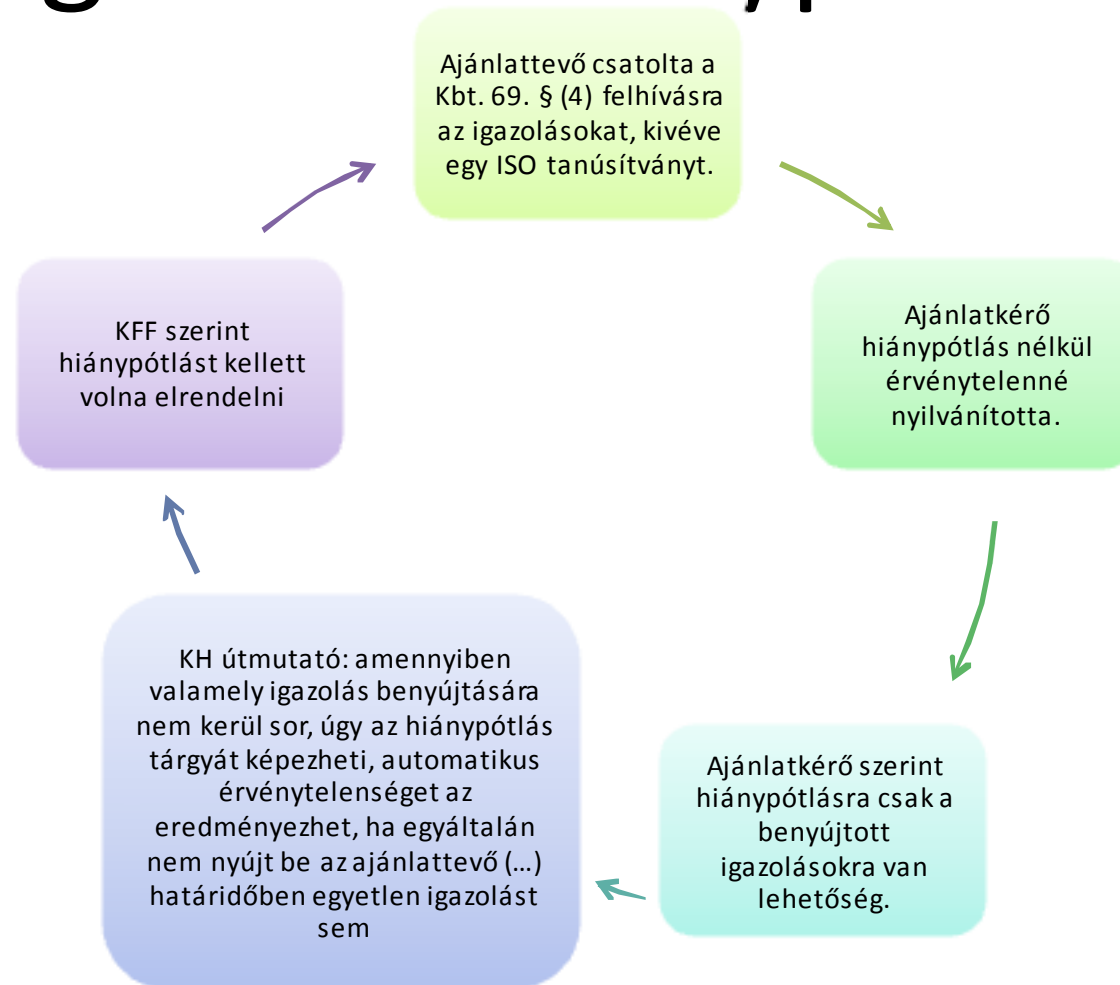 Ajánlattevő csatolta a
Kbt. 69. § (4) felhívásra
az igazolásokat, kivéve
egy ISO tanúsítványt.
Ajánlatkérő
hiánypótlás nélkül
érvénytelenné
nyilvánította.
Ajánlatkérő szerint
hiánypótlásra csak a
benyújtott
igazolásokra van
lehetőség.
KH útmutató: amennyiben
valamely igazolás benyújtására
nem kerül sor, úgy az hiánypótlás
tárgyát képezheti, automatikus
érvénytelenséget az
eredményezhet, ha egyáltalán
nem nyújt be az ajánlattevő (...)
határidőben egyetlen igazolást
sem
KFF szerint
hiánypótlást kellett
volna elrendelni